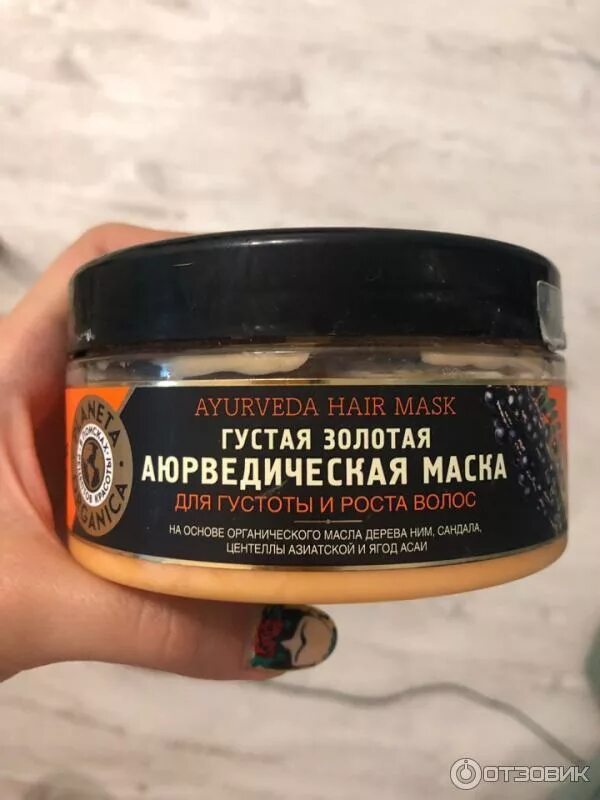 AYURVEDA HAIR MASK
ГУСТАЯ ЗОЛОТАЯ
АЮРВЕДИЧЕСКАЯ МАСКА
ДЛЯ ГУСТОТЫ И РОСТА ВОЛОС
НА ОСНОВЕ ОРГАНИЧЕСКОГО МАСЛА ДЕРЕВА НИМ, САНДАЛА,
ЦЕНТЕЛЛЫ АЗИАТСКОЙ И ЯГОД АСАИ
ОТЗОВИК